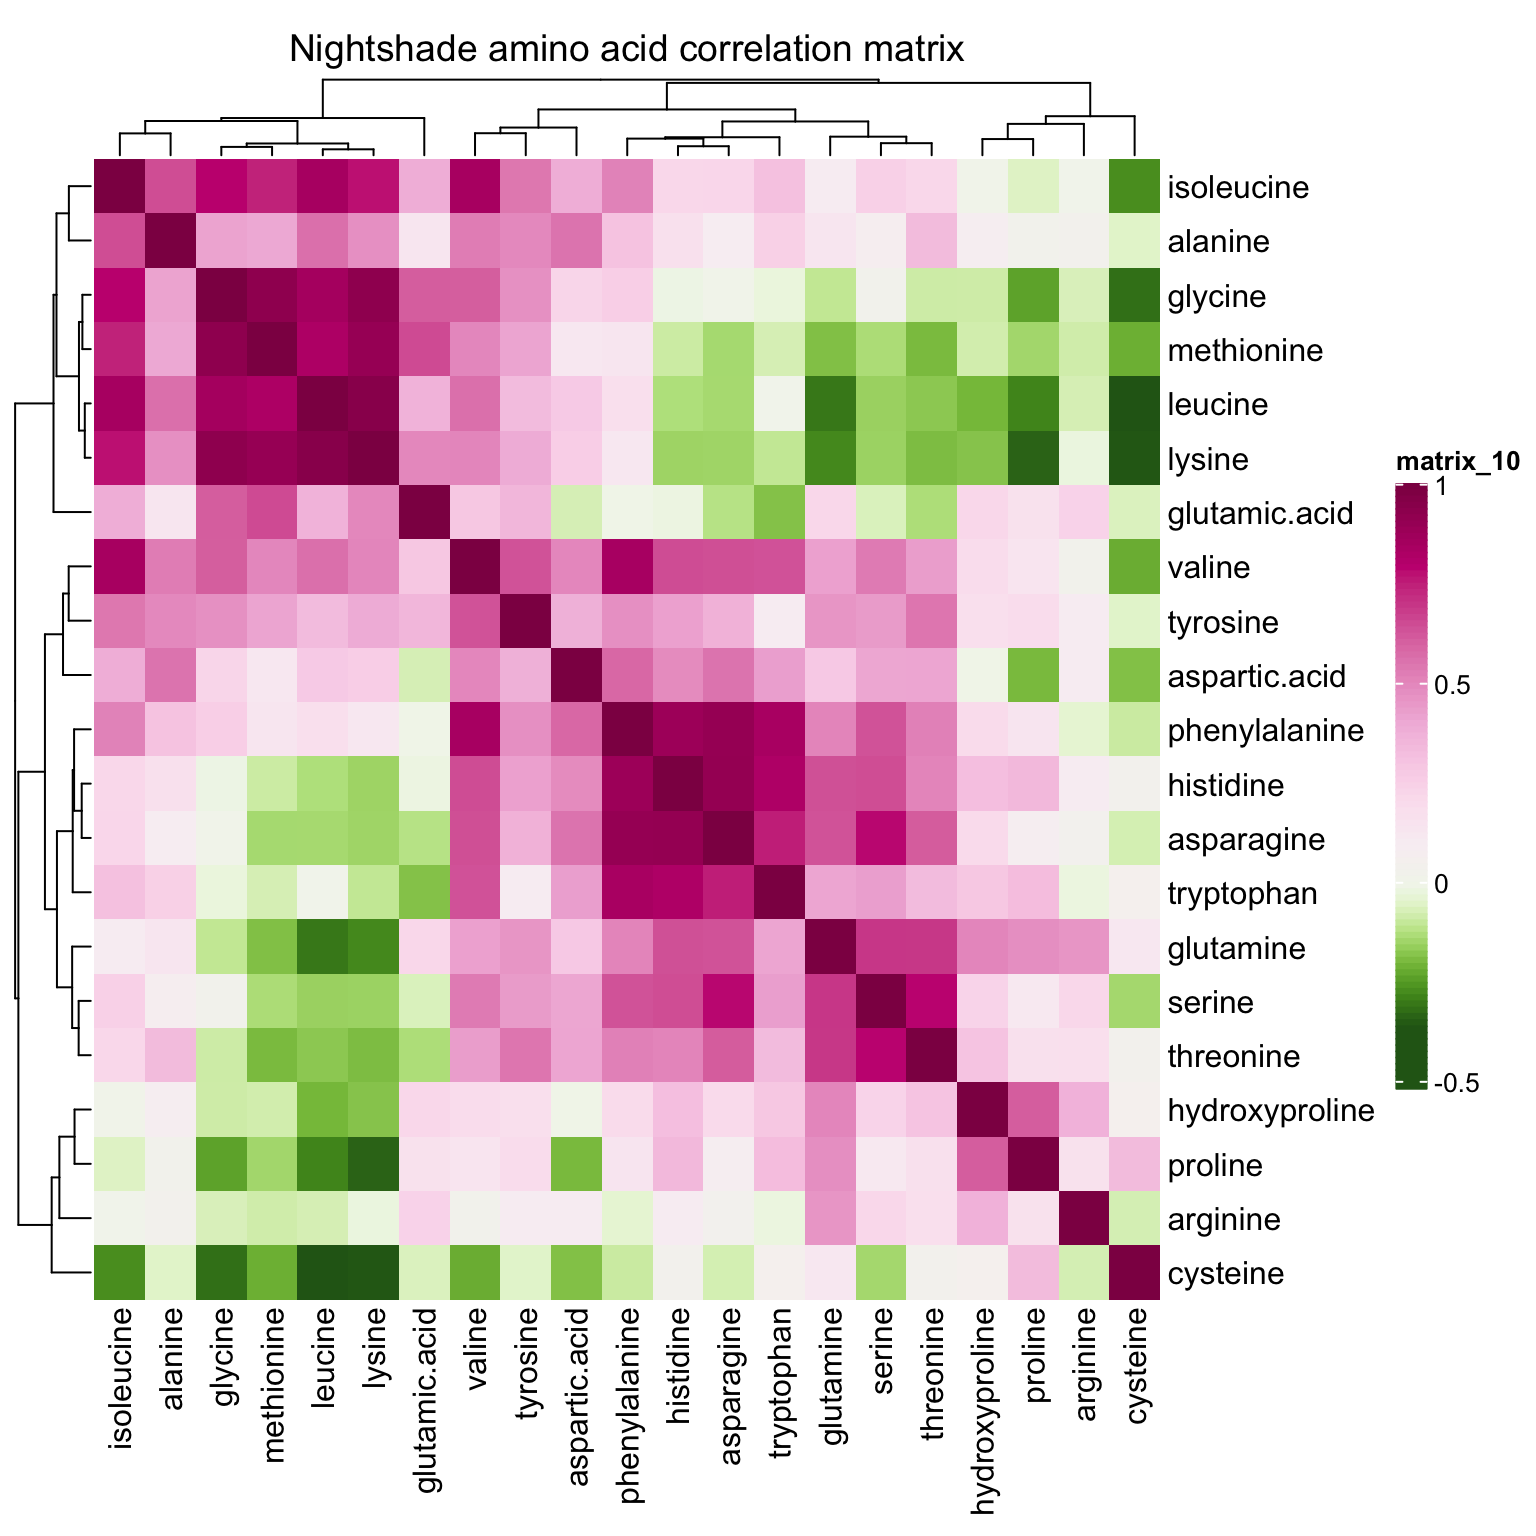 Nightshade amino acid correlation matrix
isoleucine
alanine
glycine
methionine
leucine
lysine
glutamic.acid
valine
tyrosine
aspartic.acid
phenylalanine
histidine
asparagine
tryptophan
glutamine
serine
threonine
hydroxyproline
proline
arginine
cysteine
matrix_10
1
0.5
0
-0.5
isoleucine
alanine
glycine
methionine
leucine
lysine
glutamic.acid
valine
tyrosine
aspartic.acid
phenylalanine
histidine
asparagine
tryptophan
glutamine
serine
threonine
hydroxyproline
proline
arginine
cysteine